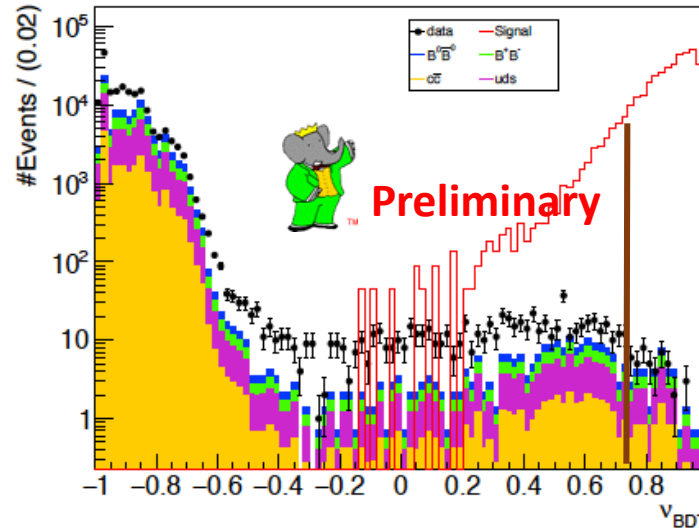 #Events / (0.02)
10⁵
10⁴
10³
10²
10
1
data
Signal
B⁰B̅⁰
B⁺B⁻
cc̅
uds
TM
Preliminary
−1 −0.8 −0.6 −0.4 −0.2 0 0.2 0.4 0.6 0.8